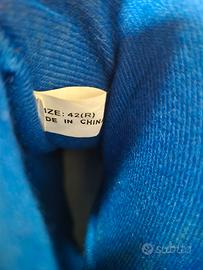 IZE: 42(R)
DE IN CHINA
subito